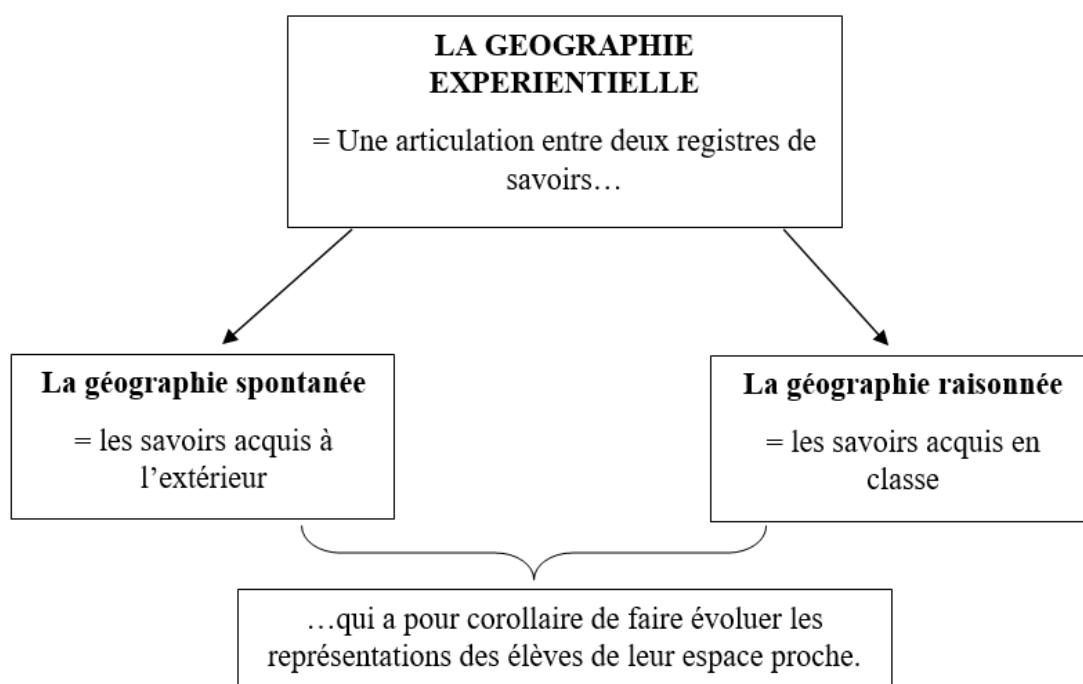 LA GEOGRAPHIE
EXPERIENTIELLE
= Une articulation entre deux registres de
savoirs…
La géographie spontanée
= les savoirs acquis à
l’extérieur
La géographie raisonnée
= les savoirs acquis en
classe
…qui a pour corollaire de faire évoluer les
représentations des élèves de leur espace proche.